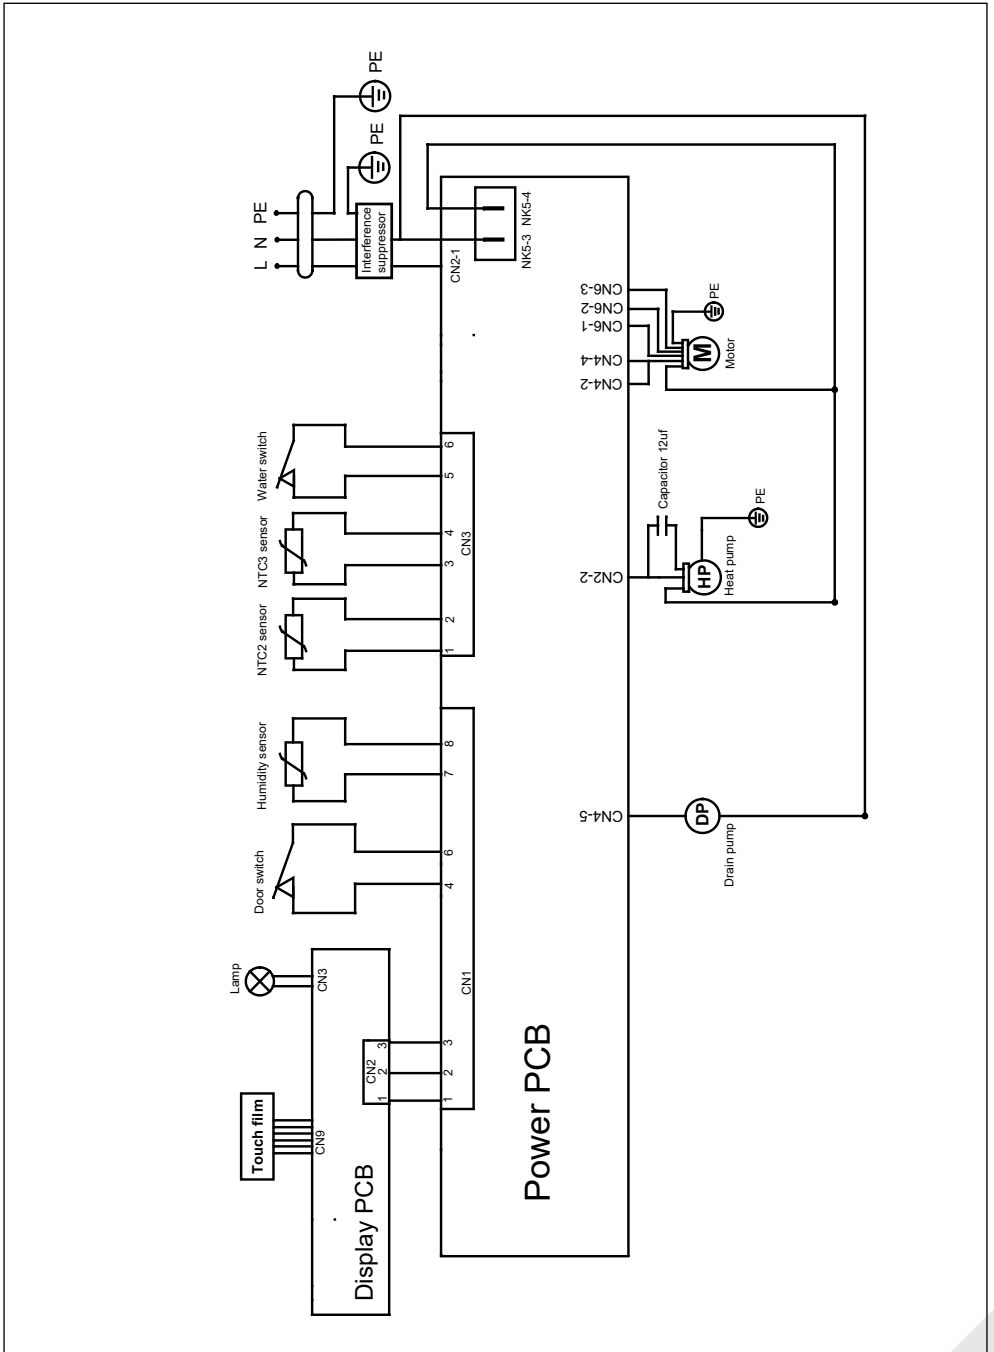 Touch film
CN9
Lamp
CN3
Display PCB
CN2
1
2
3
Door switch
Humidity sensor
NTC2 sensor
NTC3 sensor
Water switch
L
N
PE
PE
PE
Interference
suppressor
CN2-1
NK5-3
NK5-4
1
2
3
CN1
4
6
7
8
1
2
CN3
3
4
5
6
Power PCB
CN4-5
CN2-2
CN4-2
CN4-4
CN6-1
CN6-2
CN6-3
DP
Drain pump
HP
Heat pump
Capacitor 12uf
PE
M
Motor
PE